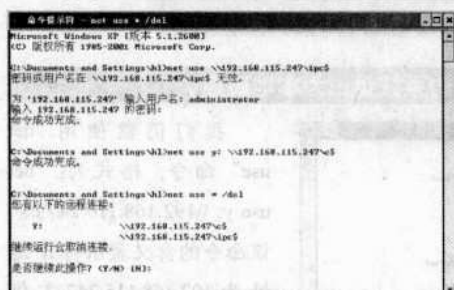 命令提示符 - net use * /del
Microsoft Windows XP [版本 5.1.2600]
(C) 版权所有 1985-2001 Microsoft Corp.
C:\Documents and Settings\hl>net use \\192.168.115.247\ipc$
密码或用户名在 \\192.168.115.247\ipc$ 无效。
为 '192.168.115.247' 输入用户名: administrator
输入 192.168.115.247 的密码:
命令成功完成。
C:\Documents and Settings\hl>net use y: \\192.168.115.247\c$
命令成功完成。
C:\Documents and Settings\hl>net use * /del
您有以下的远程连接:
Y: \\192.168.115.247\c$
\\192.168.115.247\ipc$
继续运行会取消连接。
是否继续此操作? (Y/N) [N]: